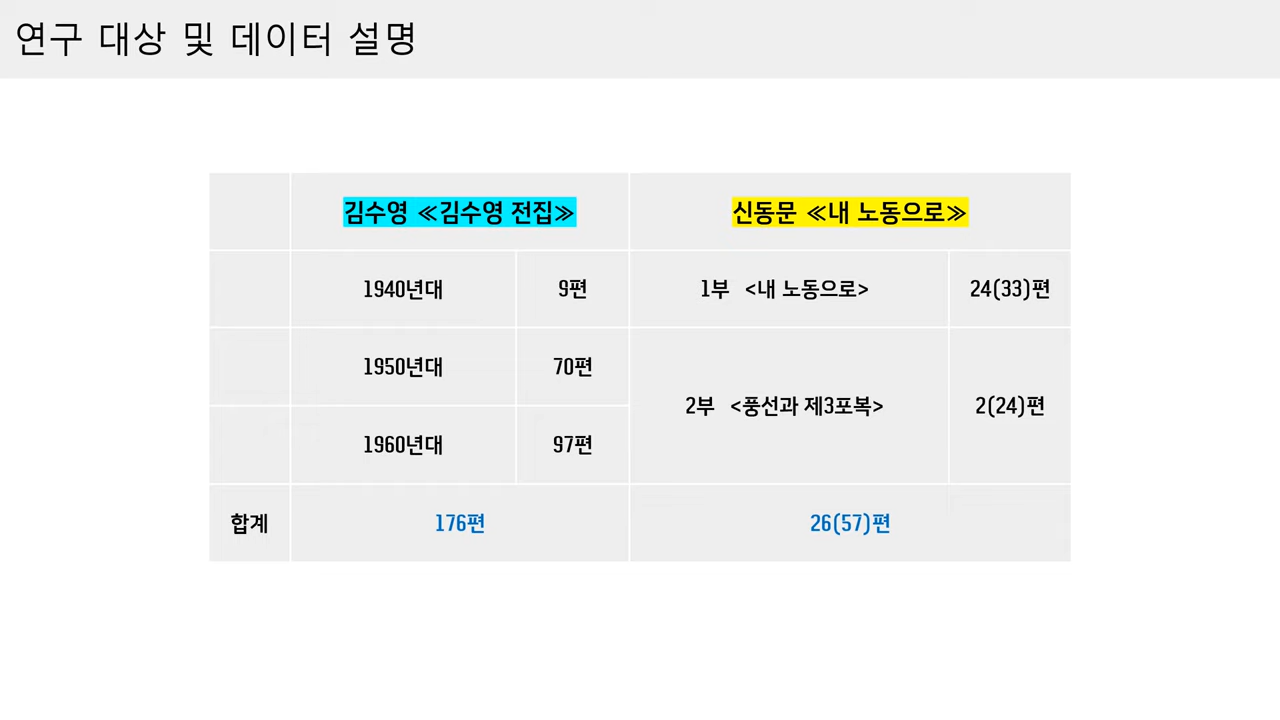 연구 대상 및 데이터 설명
김수영 ≪김수영 전집≫ 신동문 ≪내 노동으로≫
1940년대 9편 1부 <내 노동으로> 24(33)편
1950년대 70편
2부 <풍선과 제3포복> 2(24)편
1960년대 97편
합계 176편 26(57)편